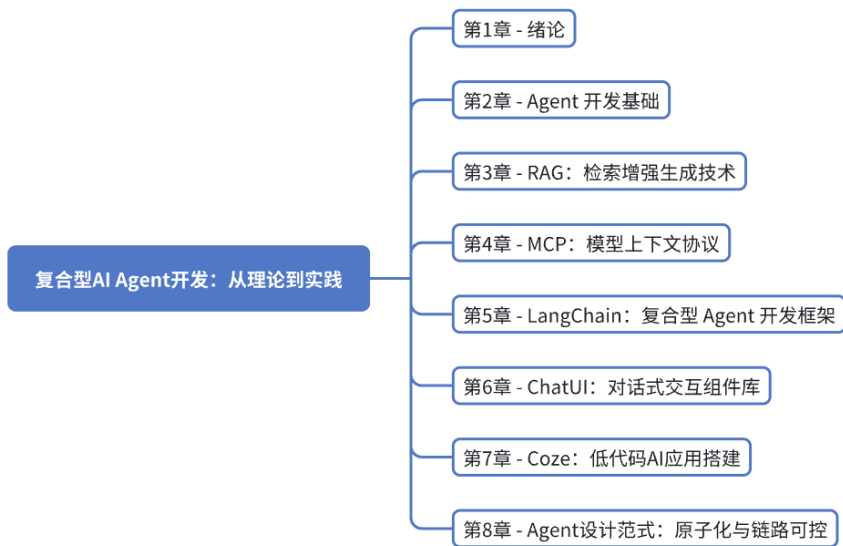 复合型AI Agent开发：从理论到实践
第1章 - 绪论
第2章 - Agent 开发基础
第3章 - RAG：检索增强生成技术
第4章 - MCP：模型上下文协议
第5章 - LangChain：复合型 Agent 开发框架
第6章 - ChatUI：对话式交互组件库
第7章 - Coze：低代码AI应用搭建
第8章 - Agent设计范式：原子化与链路可控